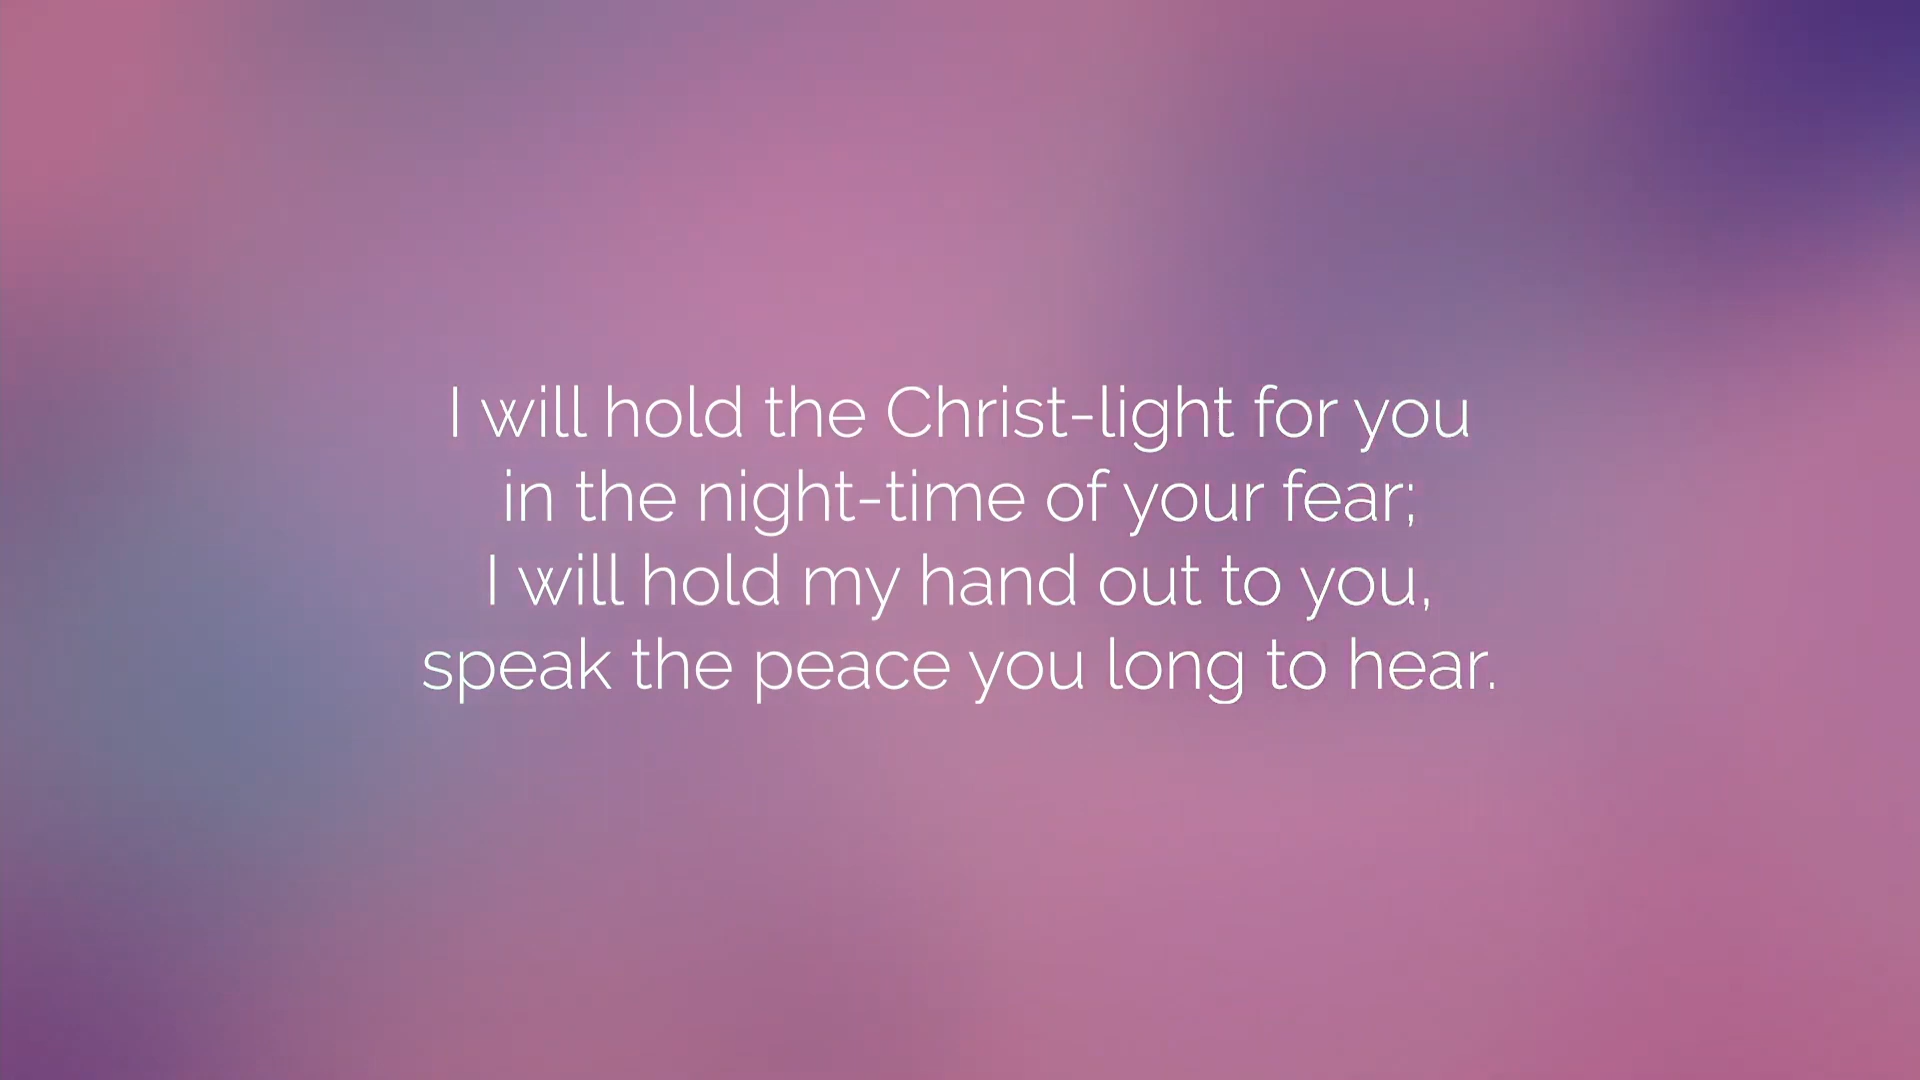 I will hold the Christ-light for you
in the night-time of your fear;
I will hold my hand out to you,
speak the peace you long to hear.